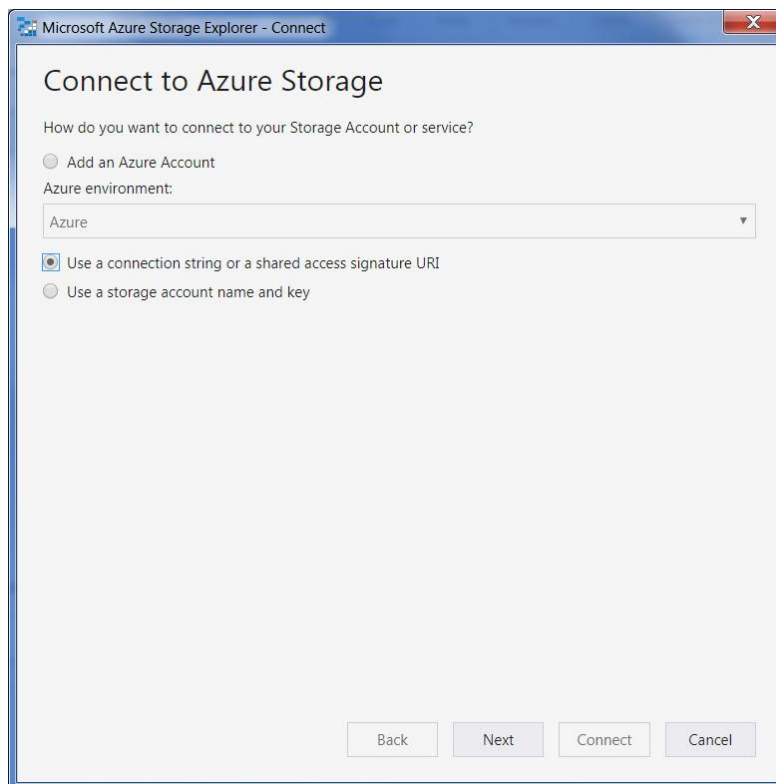 Microsoft Azure Storage Explorer - Connect
Connect to Azure Storage
How do you want to connect to your Storage Account or service?
Add an Azure Account
Azure environment:
Azure
Use a connection string or a shared access signature URI
Use a storage account name and key
Back Next Connect Cancel